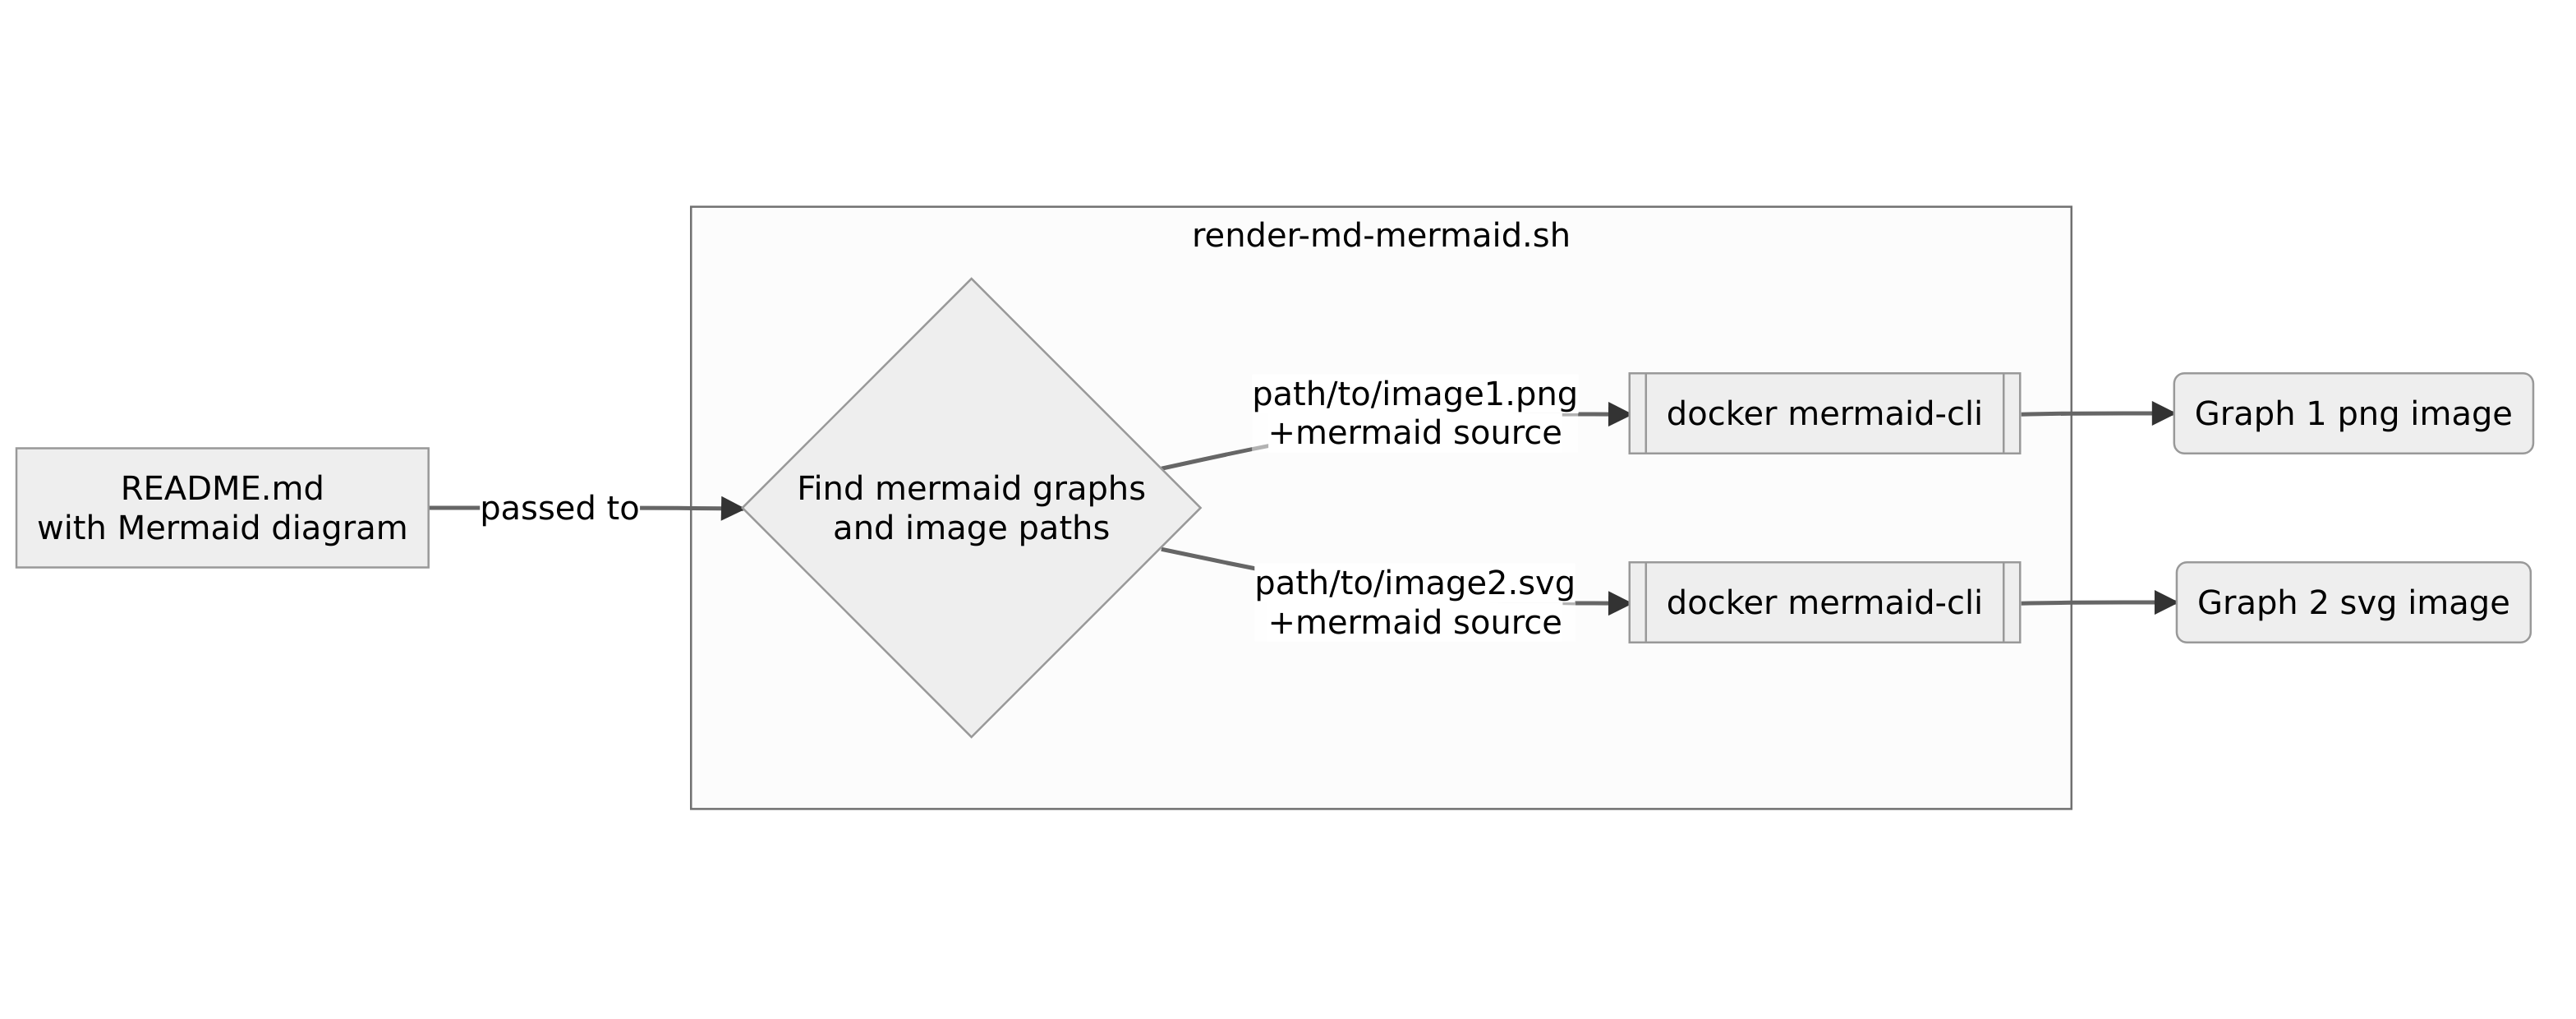 render-md-mermaid.sh
README.md
with Mermaid diagram
passed to
Find mermaid graphs
and image paths
path/to/image1.png
+mermaid source
docker mermaid-cli
Graph 1 png image
path/to/image2.svg
+mermaid source
docker mermaid-cli
Graph 2 svg image